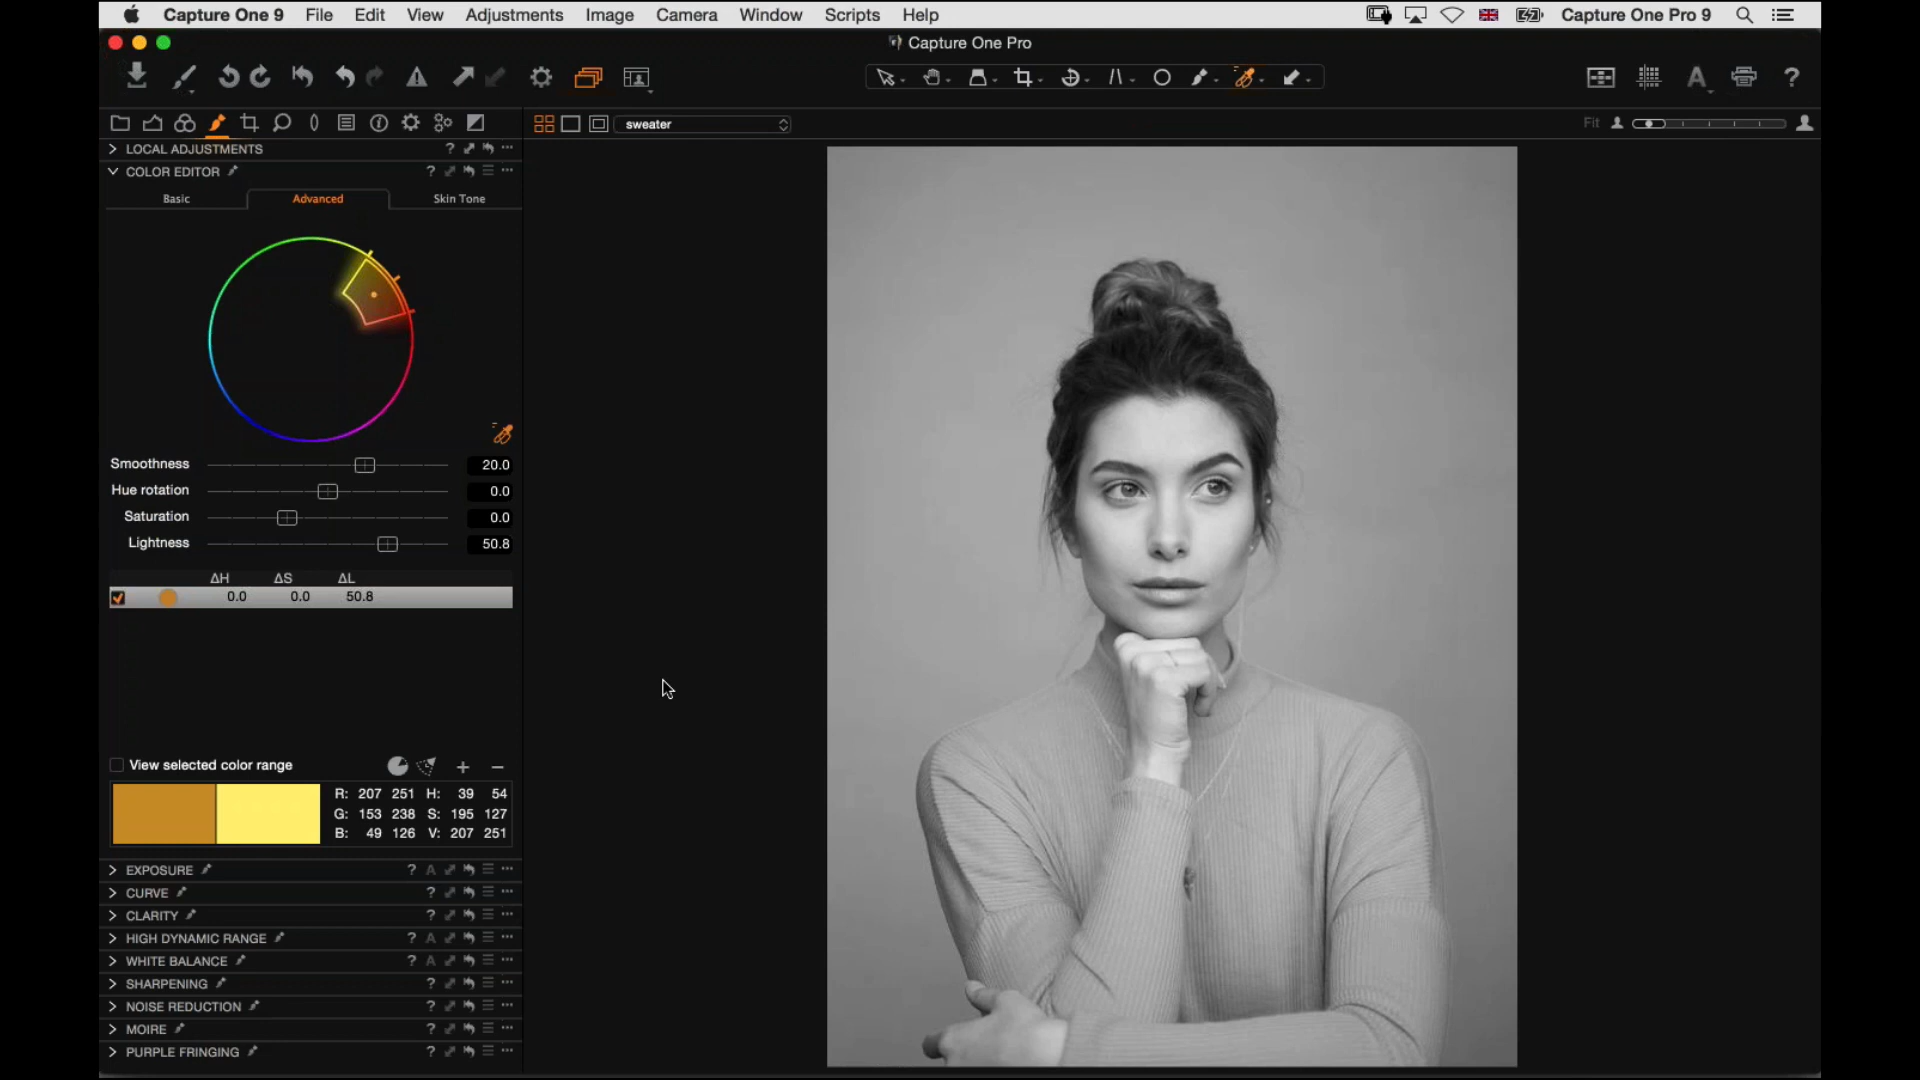 Capture One 9 File Edit View Adjustments Image Camera Window Scripts Help Capture One Pro 9
Capture One Pro
A ?
sweater Fit
LOCAL ADJUSTMENTS ?
COLOR EDITOR ?
Basic Advanced Skin Tone
Smoothness 20.0
Hue rotation 0.0
Saturation 0.0
Lightness 50.8
ΔH ΔS ΔL
0.0 0.0 50.8
View selected color range + −
R: 207 251 H: 39 54
G: 153 238 S: 195 127
B: 49 126 V: 207 251
EXPOSURE ? A
CURVE ?
CLARITY ?
HIGH DYNAMIC RANGE ? A
WHITE BALANCE ? A
SHARPENING ?
NOISE REDUCTION ?
MOIRE ?
PURPLE FRINGING ?